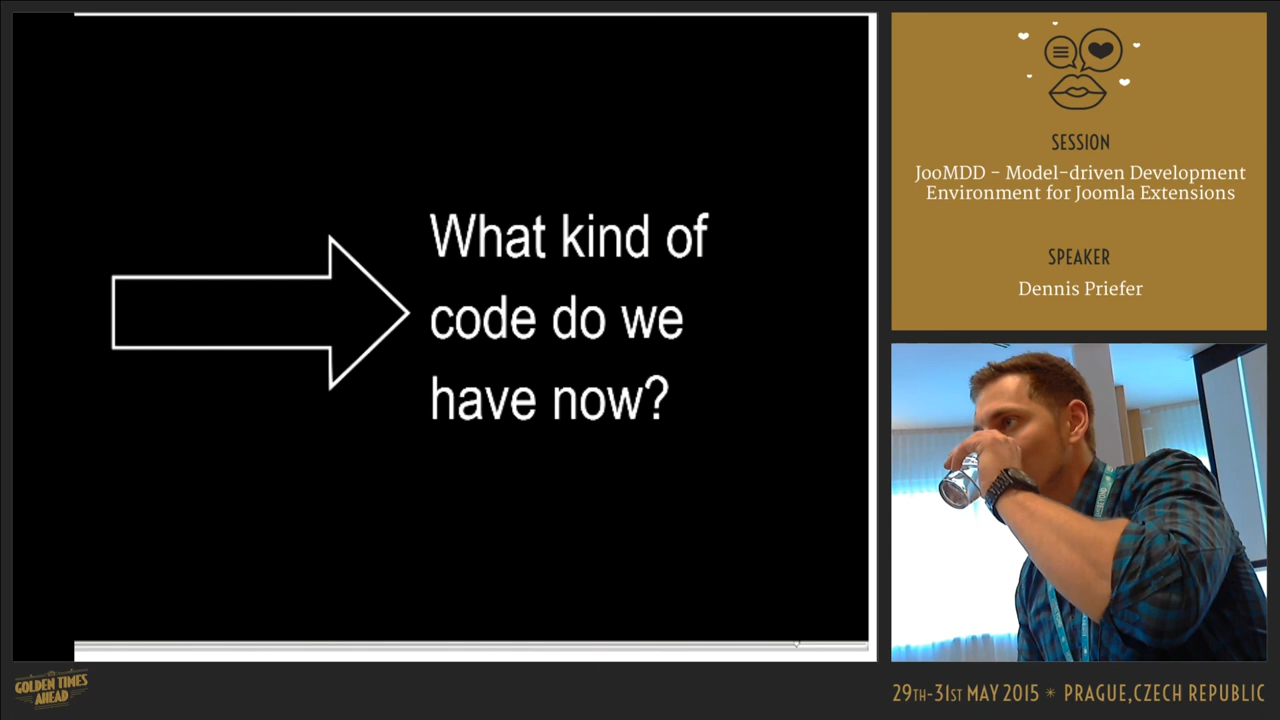 What kind of
code do we
have now?
SESSION
JooMDD - Model-driven Development
Environment for Joomla Extensions
SPEAKER
Dennis Priefer
GOLDEN TIMES
AHEAD
29TH-31ST MAY 2015 * PRAGUE,CZECH REPUBLIC